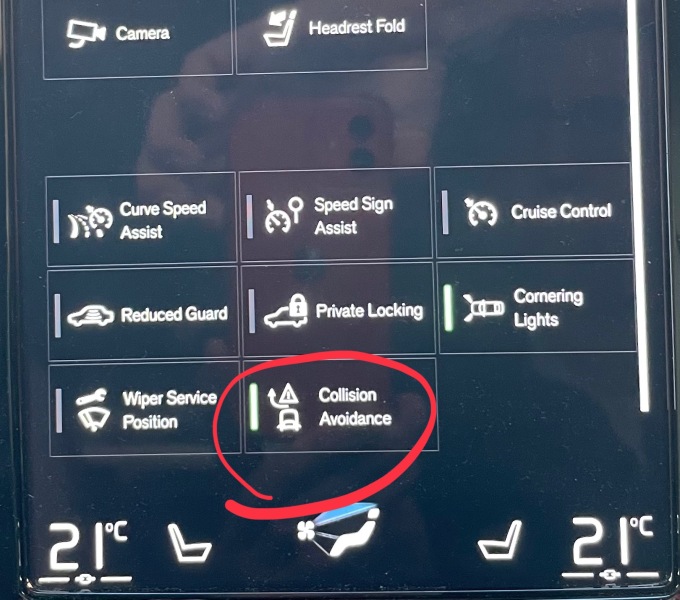 Camera
Headrest Fold
Curve Speed
Assist
Speed Sign
Assist
Cruise Control
Reduced Guard
Private Locking
Cornering
Lights
Wiper Service
Position
Collision
Avoidance
21°C
21°C